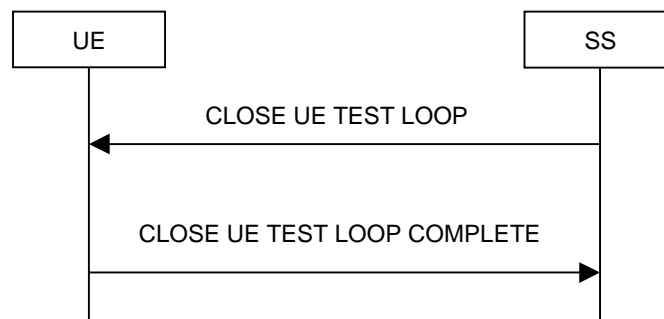 UE
SS
CLOSE UE TEST LOOP
CLOSE UE TEST LOOP COMPLETE